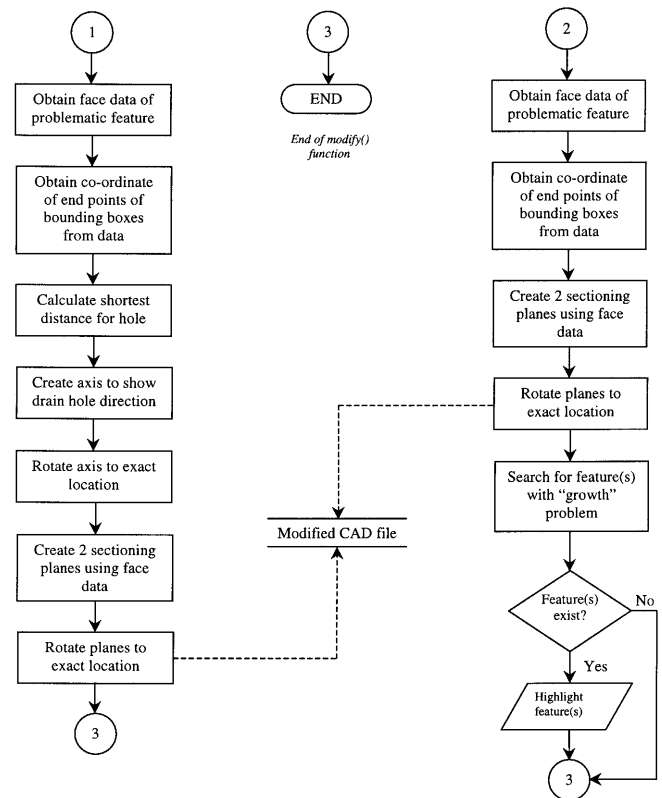 1
Obtain face data of
problematic feature
Obtain co-ordinate
of end points of
bounding boxes
from data
Calculate shortest
distance for hole
Create axis to show
drain hole direction
Rotate axis to exact
location
Create 2 sectioning
planes using face
data
Rotate planes to
exact location
3
3
END
End of modify()
function
Modified CAD file
2
Obtain face data of
problematic feature
Obtain co-ordinate
of end points of
bounding boxes
from data
Create 2 sectioning
planes using face
data
Rotate planes to
exact location
Search for feature(s)
with “growth”
problem
Feature(s)
exist?
No
Yes
Highlight
feature(s)
3